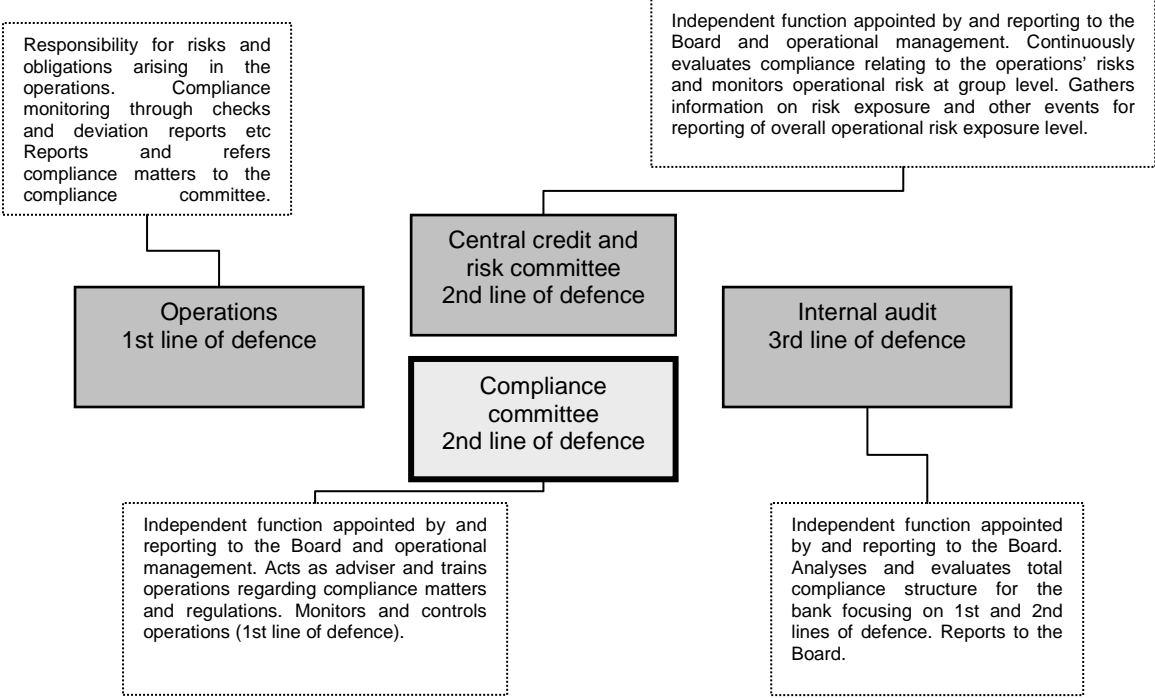 Responsibility for risks and
obligations arising in the
operations. Compliance
monitoring through checks
and deviation reports etc
Reports and refers
compliance matters to the
compliance committee.
Independent function appointed by and reporting to the
Board and operational management. Continuously
evaluates compliance relating to the operations' risks
and monitors operational risk at group level. Gathers
information on risk exposure and other events for
reporting of overall operational risk exposure level.
Central credit and
risk committee
2nd line of defence
Operations
1st line of defence
Internal audit
3rd line of defence
Compliance
committee
2nd line of defence
Independent function appointed by and
reporting to the Board and operational
management. Acts as adviser and trains
operations regarding compliance matters
and regulations. Monitors and controls
operations (1st line of defence).
Independent function appointed
by and reporting to the Board.
Analyses and evaluates total
compliance structure for the
bank focusing on 1st and 2nd
lines of defence. Reports to the
Board.